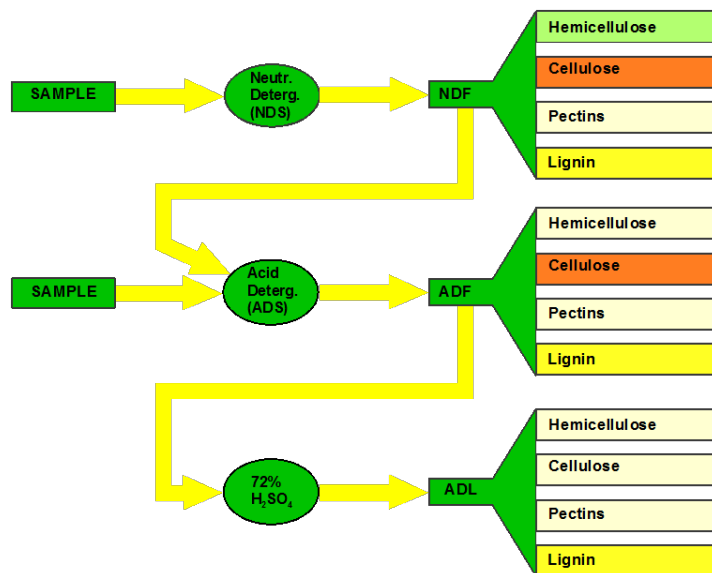 SAMPLE
Neutr.
Deterg.
(NDS)
NDF
Hemicellulose
Cellulose
Pectins
Lignin
SAMPLE
Acid
Deterg.
(ADS)
ADF
Hemicellulose
Cellulose
Pectins
Lignin
72%
H₂SO₄
ADL
Hemicellulose
Cellulose
Pectins
Lignin